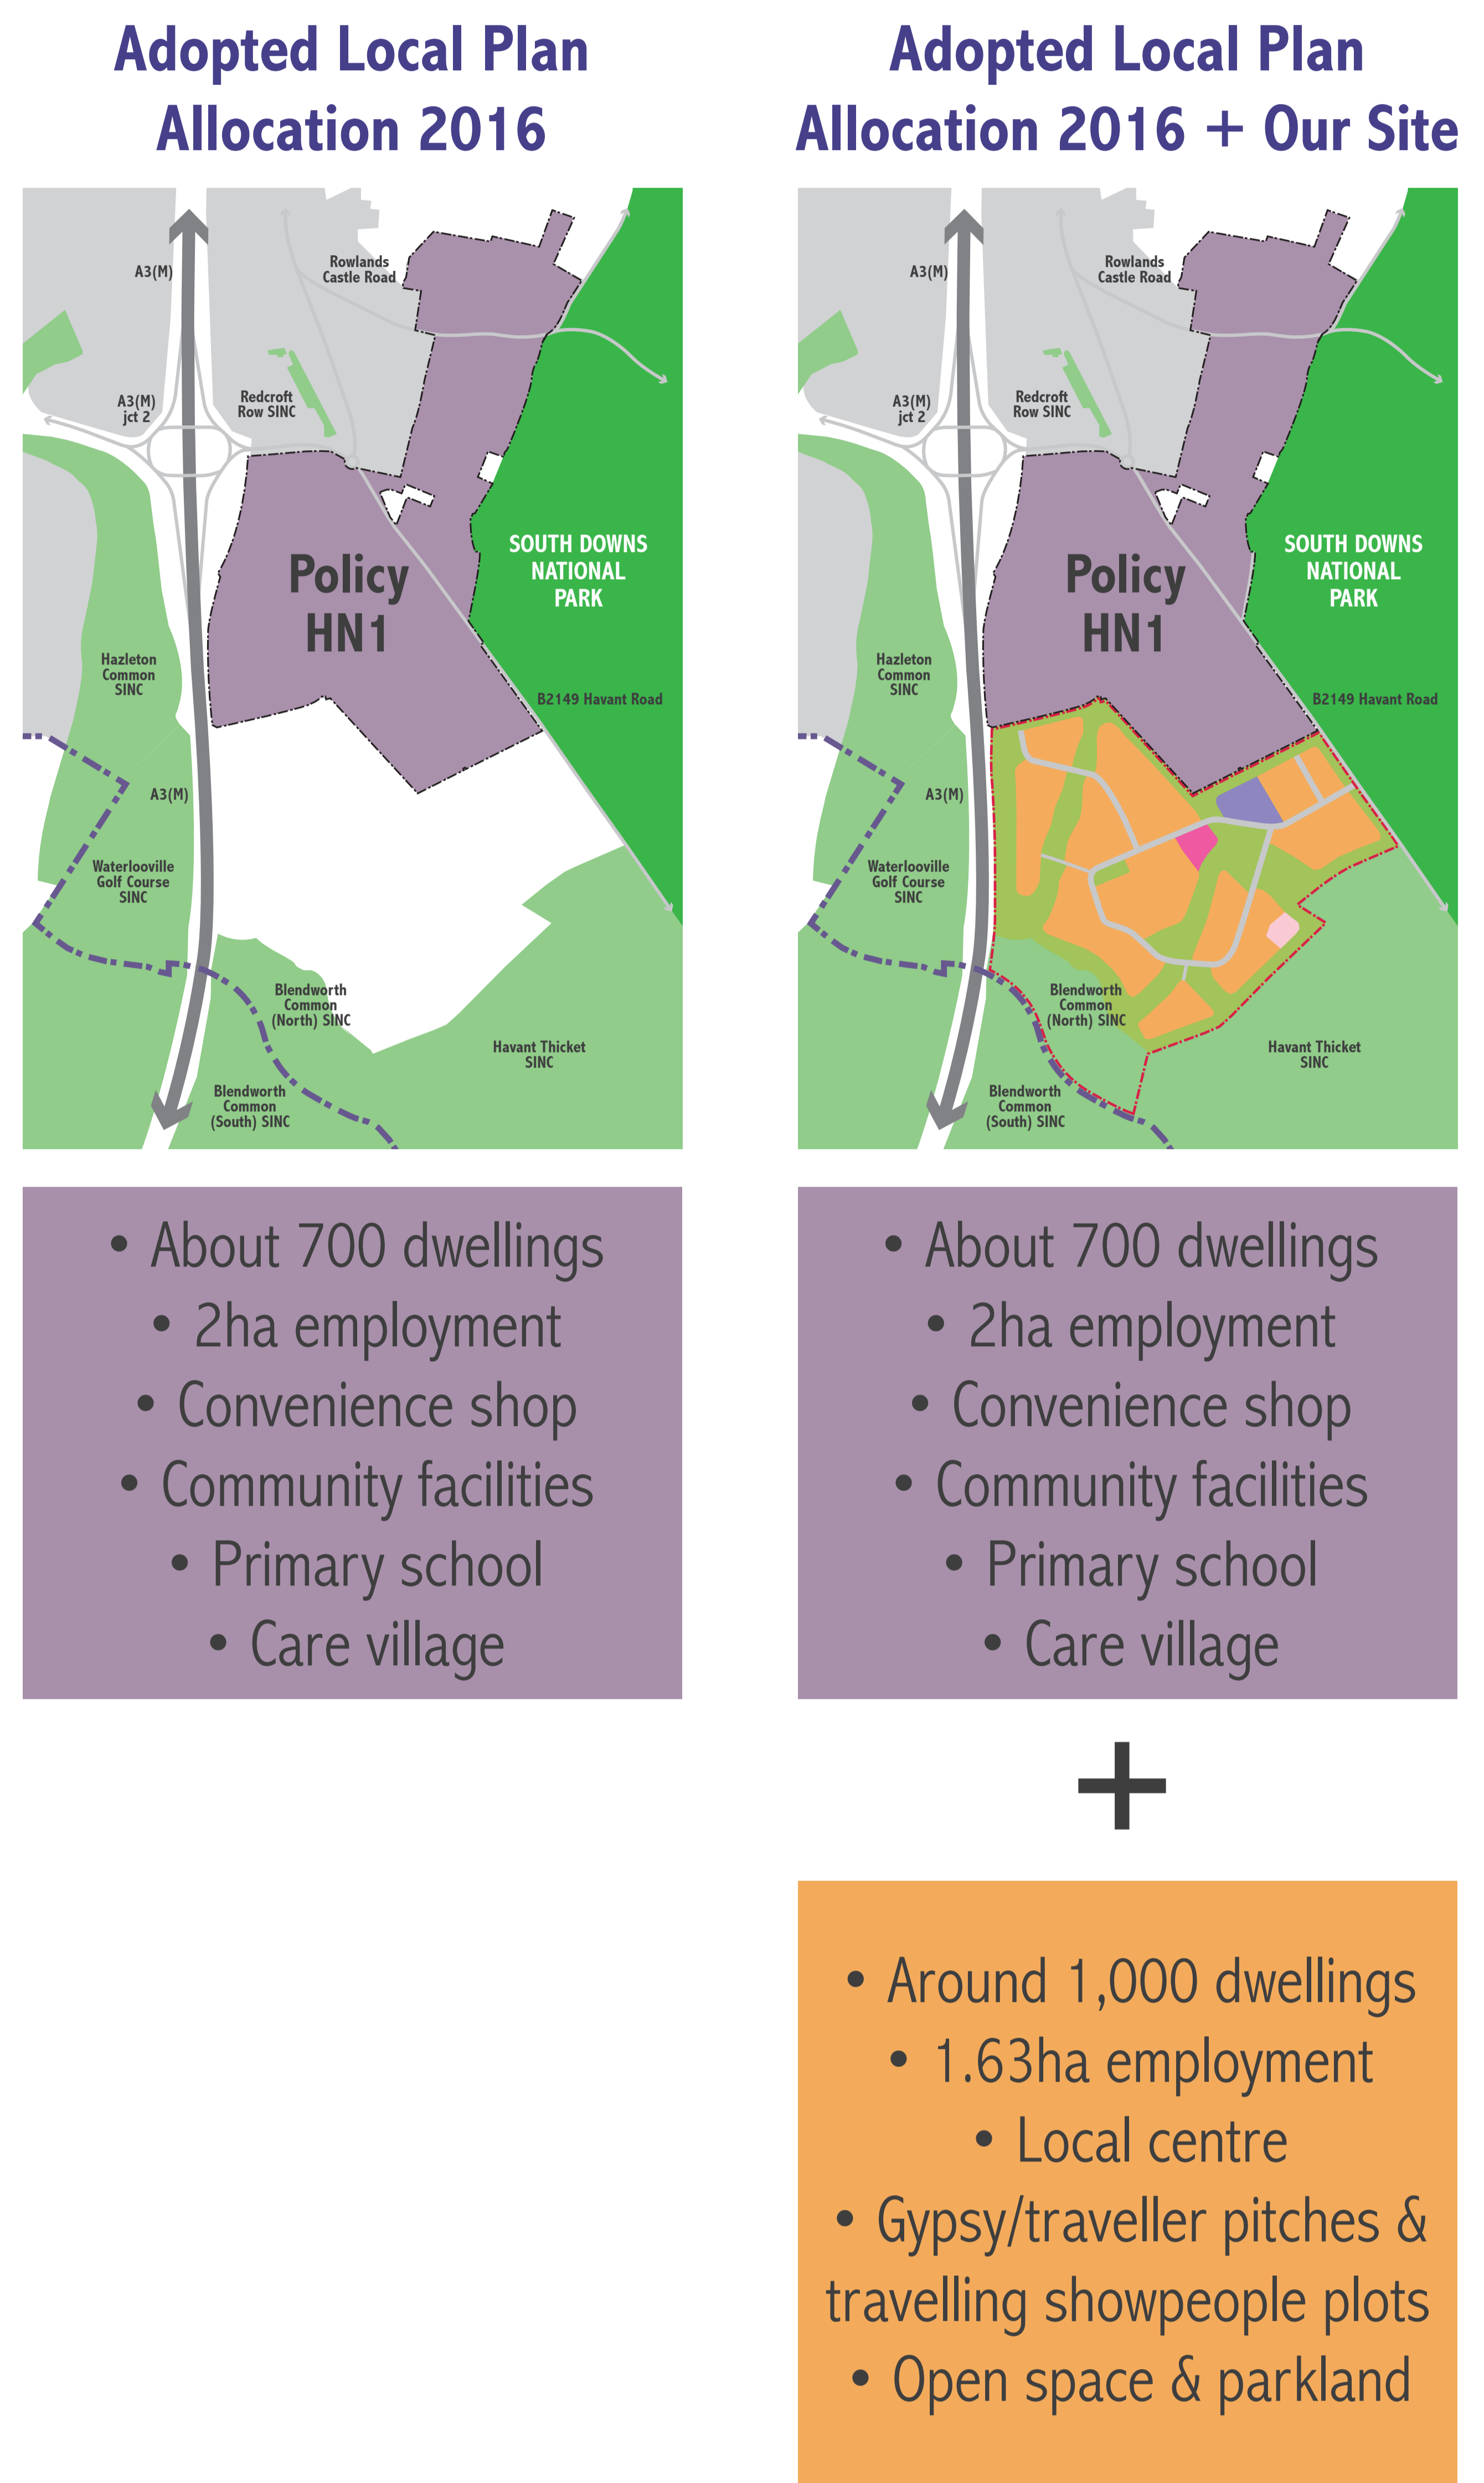 Adopted Local Plan
Allocation 2016
A3(M)
Rowlands
Castle Road
A3(M)
jct 2
Redcroft
Row SINC
SOUTH DOWNS
NATIONAL
PARK
Policy
HN1
Hazleton
Common
SINC
B2149 Havant Road
A3(M)
Waterlooville
Golf Course
SINC
Blendworth
Common
(North) SINC
Havant Thicket
SINC
Blendworth
Common
(South) SINC
• About 700 dwellings
• 2ha employment
• Convenience shop
• Community facilities
• Primary school
• Care village
Adopted Local Plan
Allocation 2016 + Our Site
A3(M)
Rowlands
Castle Road
A3(M)
jct 2
Redcroft
Row SINC
SOUTH DOWNS
NATIONAL
PARK
Policy
HN1
Hazleton
Common
SINC
B2149 Havant Road
A3(M)
Waterlooville
Golf Course
SINC
Blendworth
Common
(North) SINC
Havant Thicket
SINC
Blendworth
Common
(South) SINC
• About 700 dwellings
• 2ha employment
• Convenience shop
• Community facilities
• Primary school
• Care village
+
• Around 1,000 dwellings
• 1.63ha employment
• Local centre
• Gypsy/traveller pitches &
travelling showpeople plots
• Open space & parkland